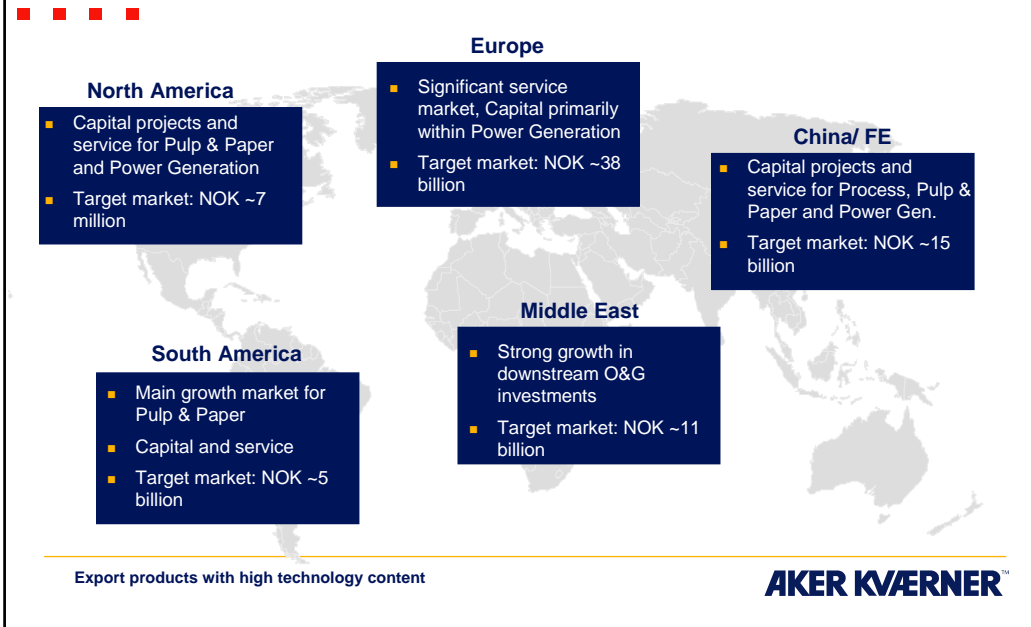 Europe
Significant service
market, Capital primarily
within Power Generation
Target market: NOK ~38
billion
North America
Capital projects and
service for Pulp & Paper
and Power Generation
Target market: NOK ~7
million
China/ FE
Capital projects and
service for Process, Pulp &
Paper and Power Gen.
Target market: NOK ~15
billion
Middle East
Strong growth in
downstream O&G
investments
Target market: NOK ~11
billion
South America
Main growth market for
Pulp & Paper
Capital and service
Target market: NOK ~5
billion
Export products with high technology content
AKER KVÆRNER™